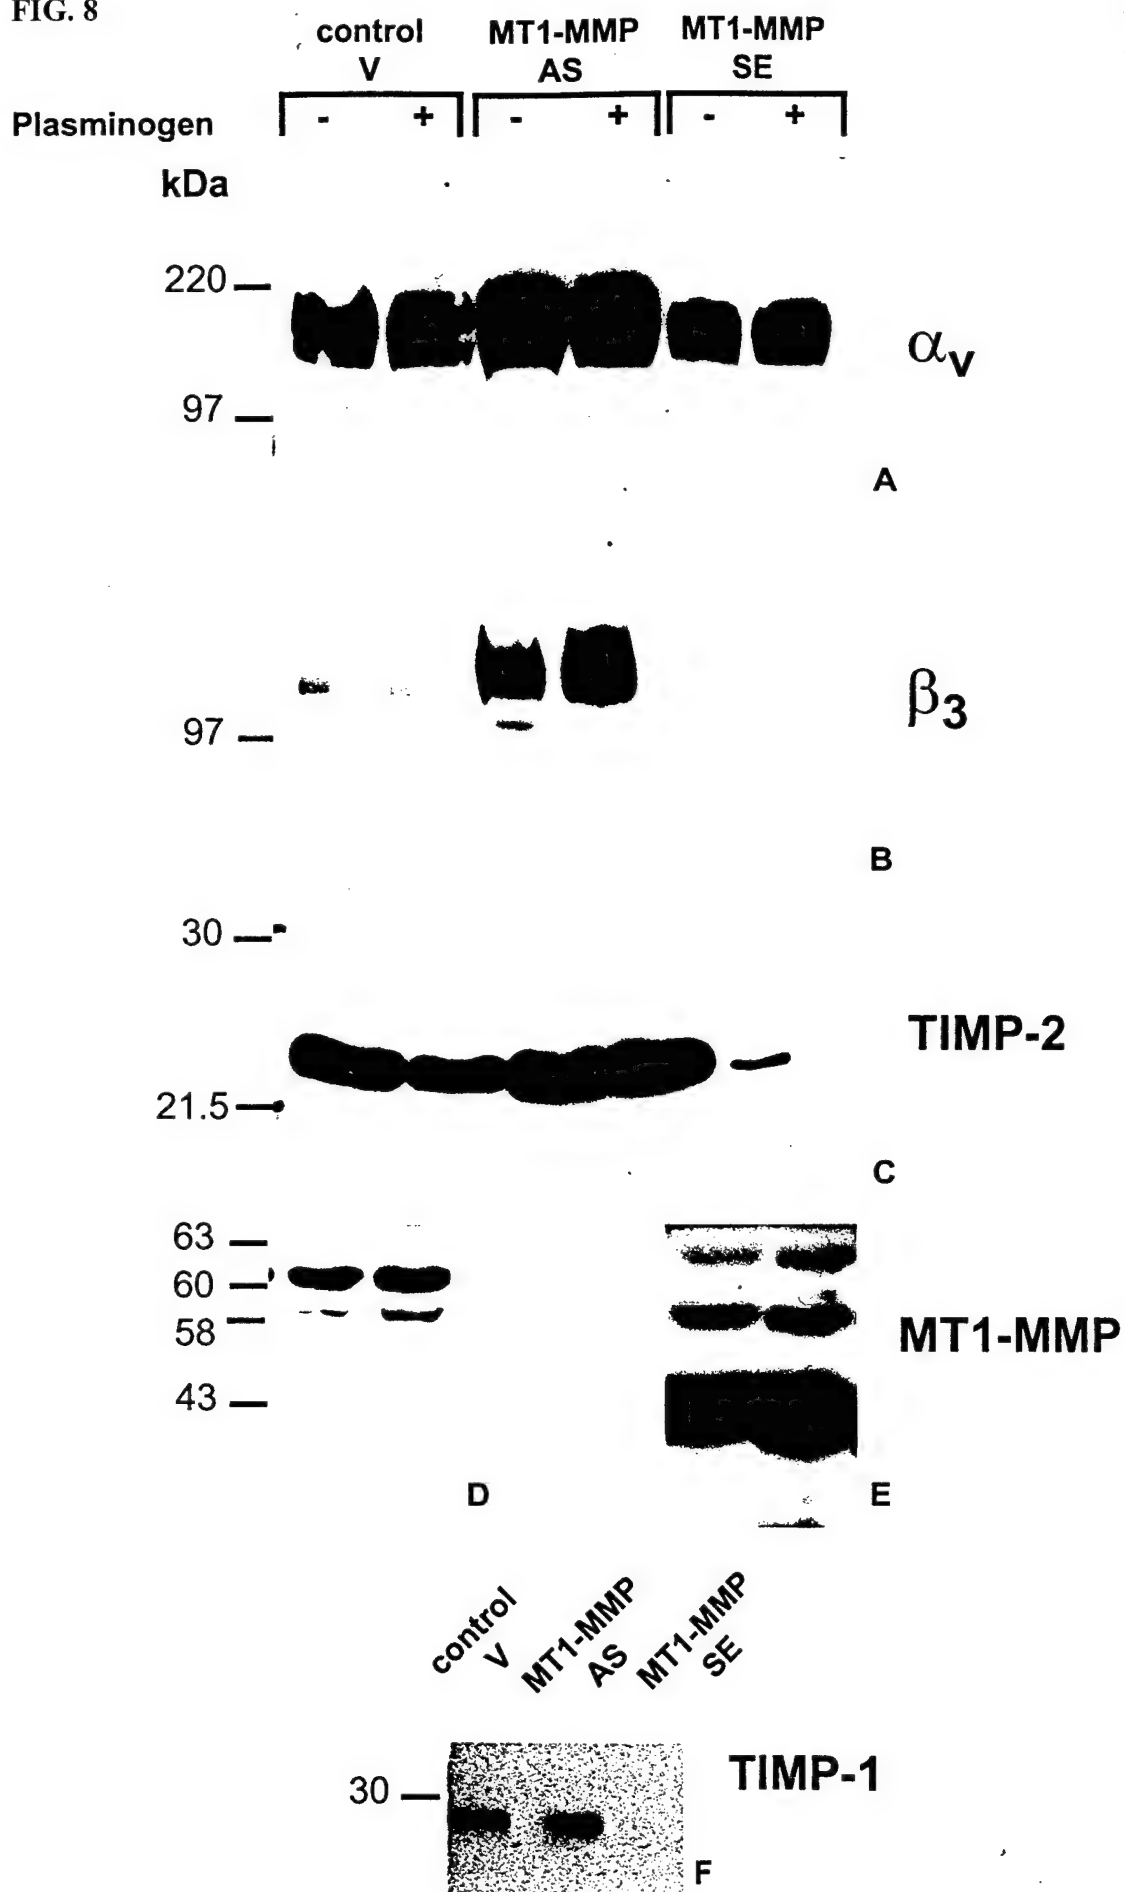 FIG. 8
control MT1-MMP MT1-MMP
V AS SE
Plasminogen - + - + - +
kDa
220
αv
97
A
β3
97
B
30
TIMP-2
21.5
C
63
60
58
MT1-MMP
43
D E
control V MT1-MMP AS MT1-MMP SE
TIMP-1
30
F